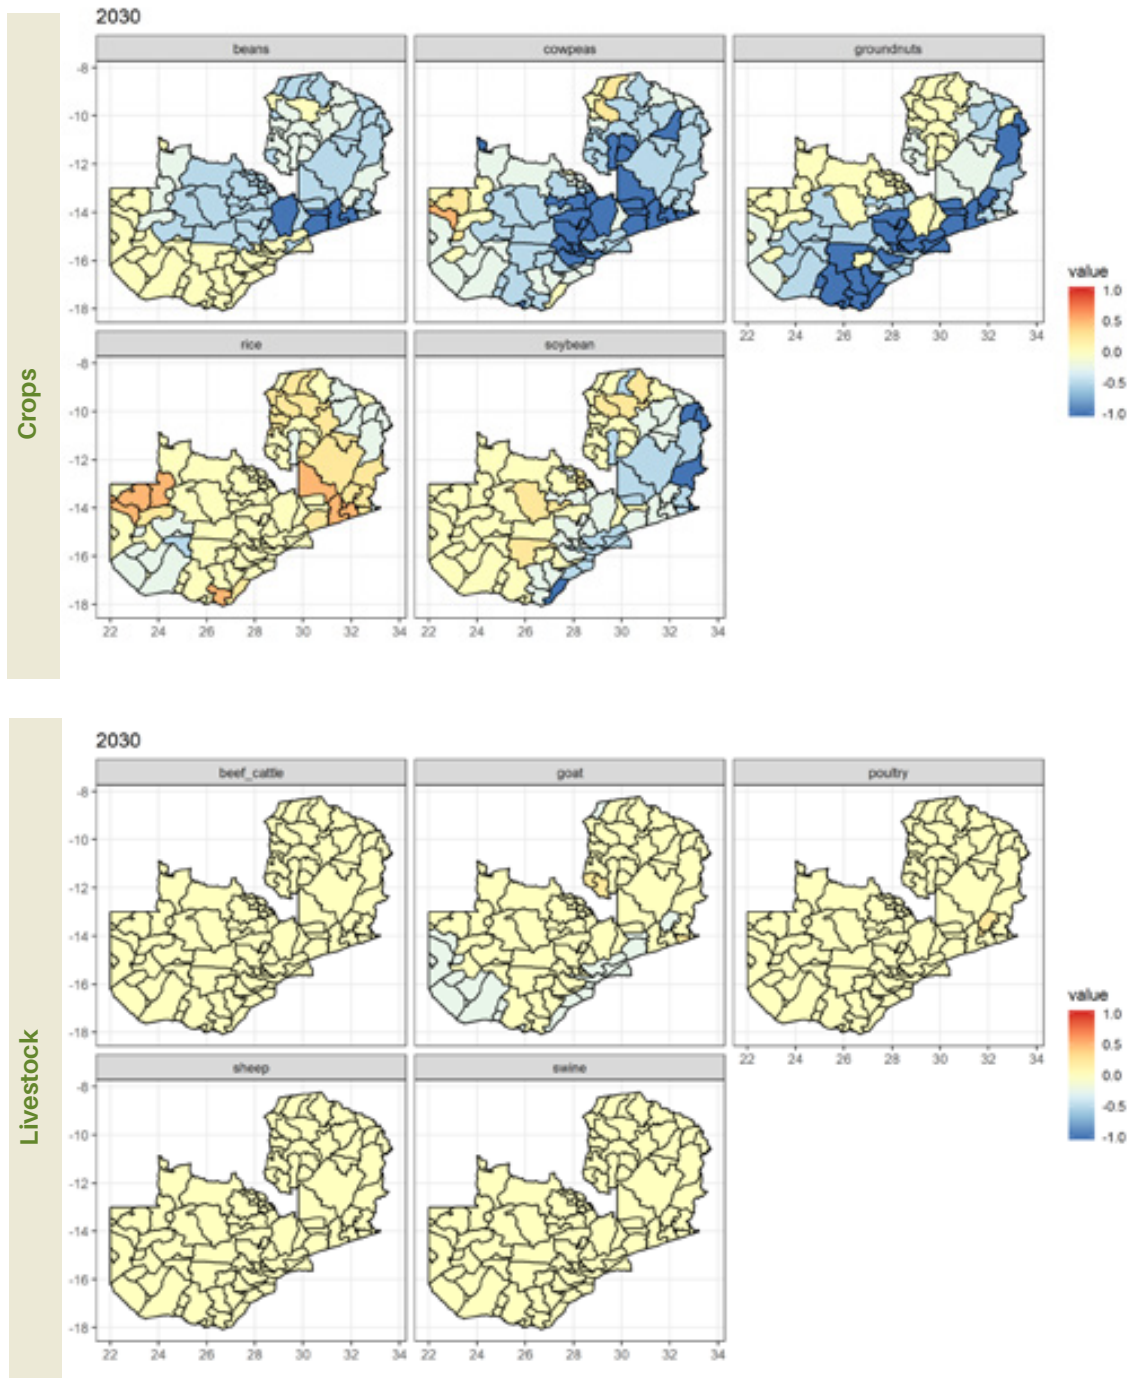 Crops
2030
beans
cowpeas
groundnuts
-8
-10
-12
-14
-16
-18
22 24 26 28 30 32 34
value
1.0
0.5
0.0
-0.5
-1.0
rice
soybean
-8
-10
-12
-14
-16
-18
22 24 26 28 30 32 34
22 24 26 28 30 32 34
Livestock
2030
beef_cattle
goat
poultry
-8
-10
-12
-14
-16
-18
22 24 26 28 30 32 34
value
1.0
0.5
0.0
-0.5
-1.0
sheep
swine
-8
-10
-12
-14
-16
-18
22 24 26 28 30 32 34
22 24 26 28 30 32 34